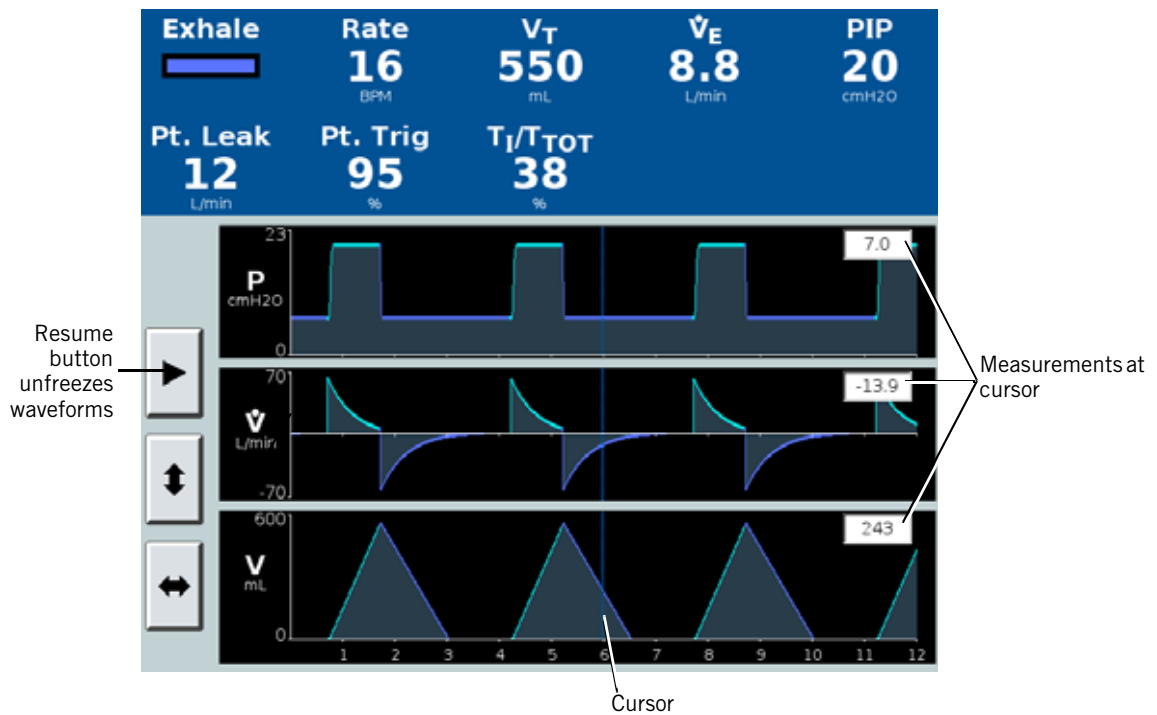 Exhale Rate VT V̇E PIP
16 550 8.8 20
BPM mL L/min cmH2O
Pt. Leak Pt. Trig TI/TTOT
12 95 38
L/min % %
23
P
cmH2O
0
7.0
Resume
button
unfreezes
waveforms
Measurements at
cursor
70
V̇
L/min
-70
-13.9
600
V
mL
0
243
1 2 3 4 5 6 7 8 9 10 11 12
Cursor